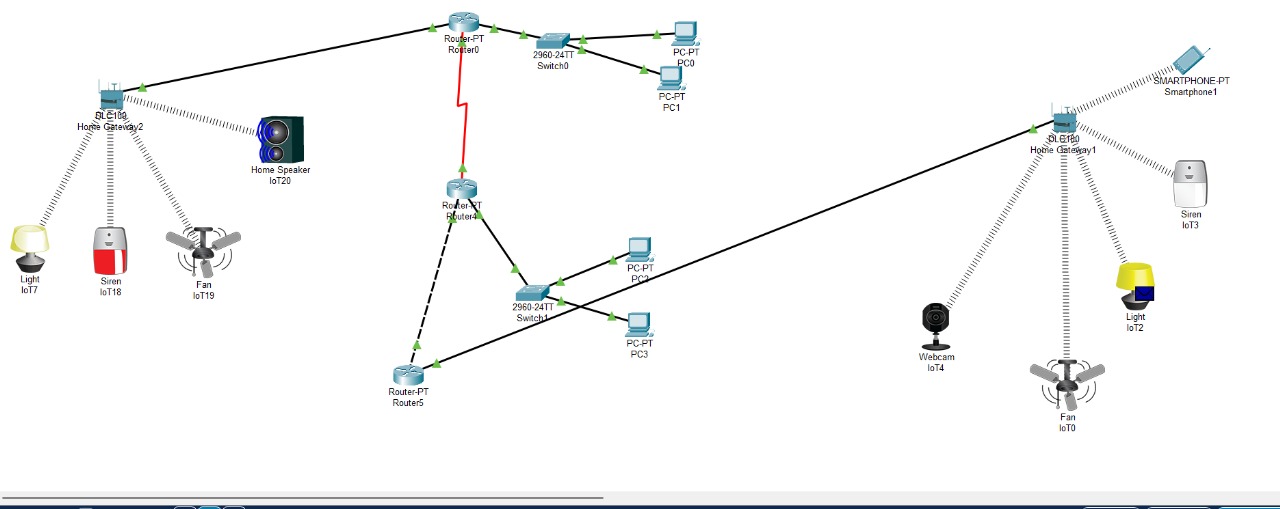 Router-PT
Router0
2960-24TT
Switch0
PC-PT
PC0
PC-PT
PC1
SMARTPHONE-PT
Smartphone1
DLC100
Home Gateway2
DLC100
Home Gateway1
Home Speaker
IoT20
Router-PT
Router4
Siren
IoT3
Light
IoT7
Siren
IoT18
Fan
IoT19
PC-PT
PC2
2960-24TT
Switch1
Light
IoT2
PC-PT
PC3
Webcam
IoT4
Router-PT
Router5
Fan
IoT0